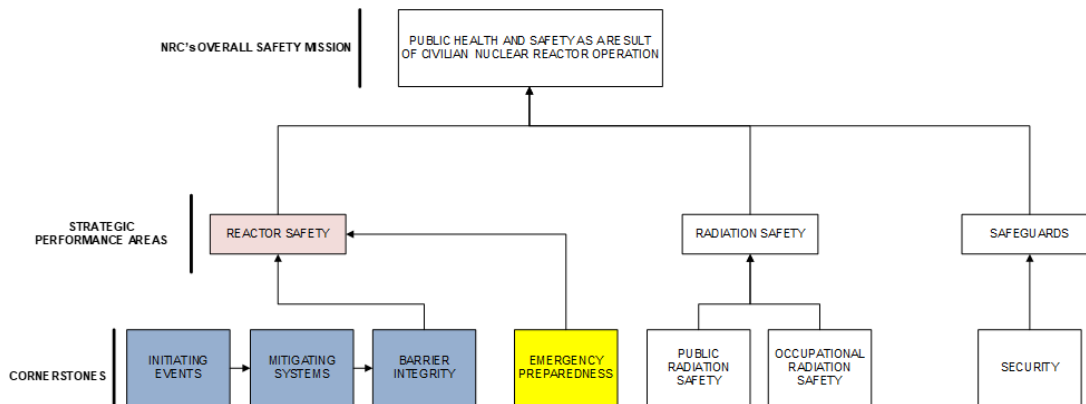 NRC's OVERALL SAFETY MISSION
PUBLIC HEALTH AND SAFETY AS A RESULT
OF CIVILIAN NUCLEAR REACTOR OPERATION
STRATEGIC
PERFORMANCE AREAS
REACTOR SAFETY
RADIATION SAFETY
SAFEGUARDS
CORNERSTONES
INITIATING
EVENTS
MITIGATING
SYSTEMS
BARRIER
INTEGRITY
EMERGENCY
PREPAREDNESS
PUBLIC
RADIATION
SAFETY
OCCUPATIONAL
RADIATION
SAFETY
SECURITY